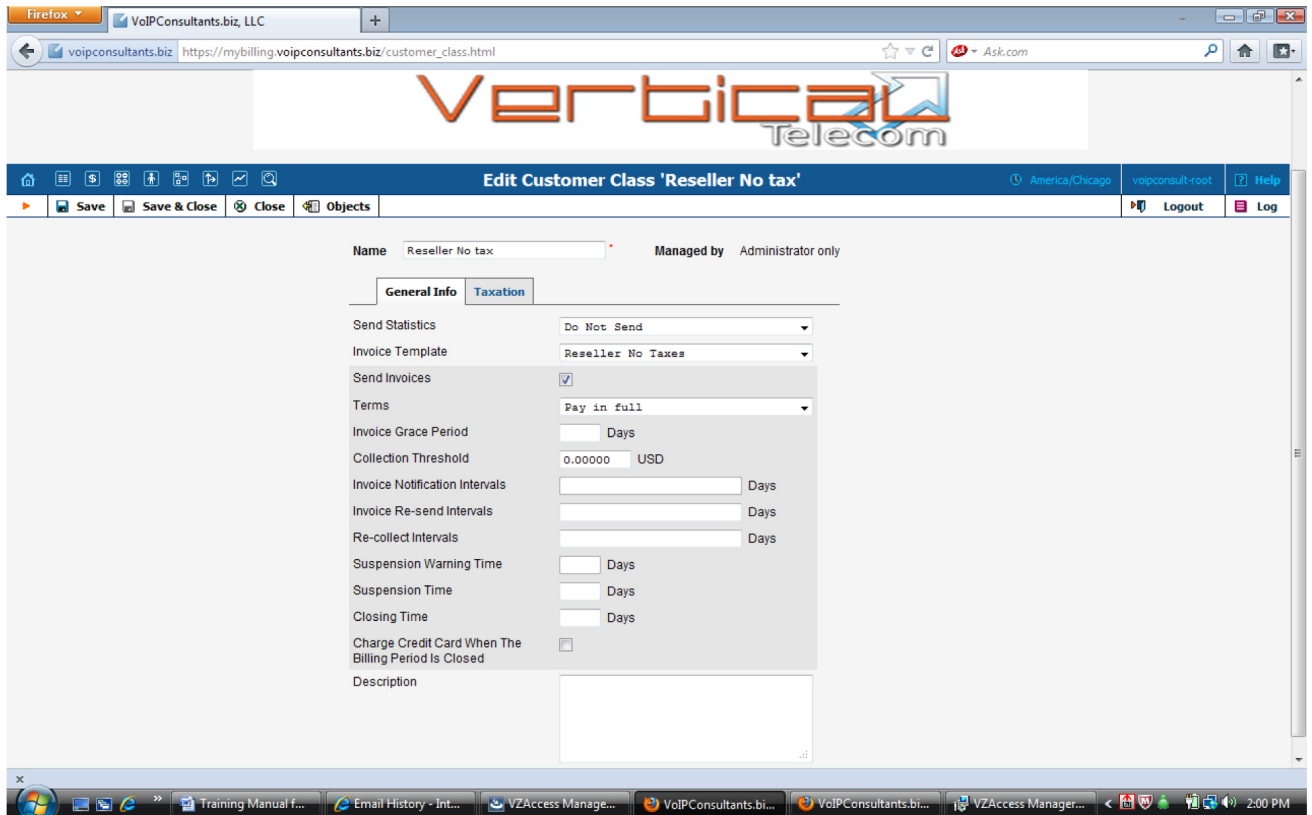 Firefox
VoIPConsultants.biz, LLC
voipconsultants.biz https://mybilling.voipconsultants.biz/customer_class.html
Ask.com
Vertical
Telecom
Edit Customer Class 'Reseller No tax'
America/Chicago
voipconsult-root
? Help
Save
Save & Close
Close
Objects
Logout
Log
Name Reseller No tax *
Managed by Administrator only
General Info Taxation
Send Statistics Do Not Send
Invoice Template Reseller No Taxes
Send Invoices
Terms Pay in full
Invoice Grace Period Days
Collection Threshold 0.00000 USD
Invoice Notification Intervals Days
Invoice Re-send Intervals Days
Re-collect Intervals Days
Suspension Warning Time Days
Suspension Time Days
Closing Time Days
Charge Credit Card When The
Billing Period Is Closed
Description
Training Manual f...
Email History - Int...
VZAccess Manage...
VoIPConsultants.bi...
VoIPConsultants.bi...
VZAccess Manager...
2:00 PM